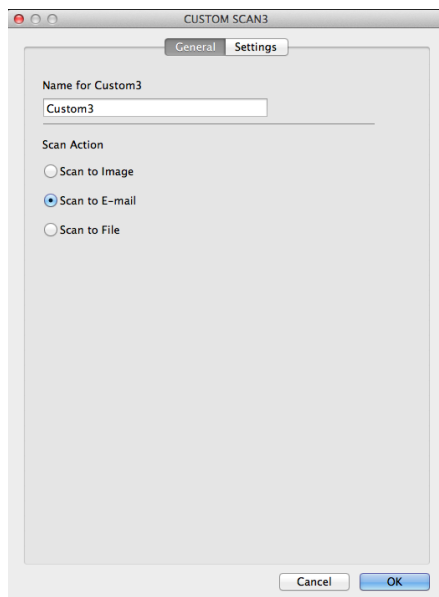 CUSTOM SCAN3
General Settings
Name for Custom3
Custom3
Scan Action
Scan to Image
Scan to E-mail
Scan to File
Cancel OK